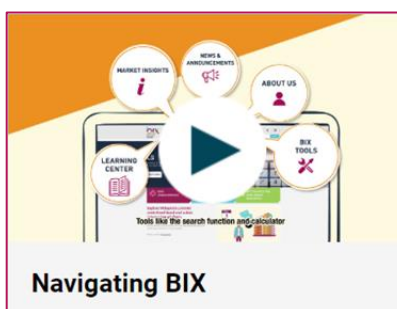 NEWS &
ANNOUNCEMENTS
MARKET INSIGHTS
ABOUT US
BIX
TOOLS
LEARNING
CENTER
Tools like the search function and calculator
Navigating BIX